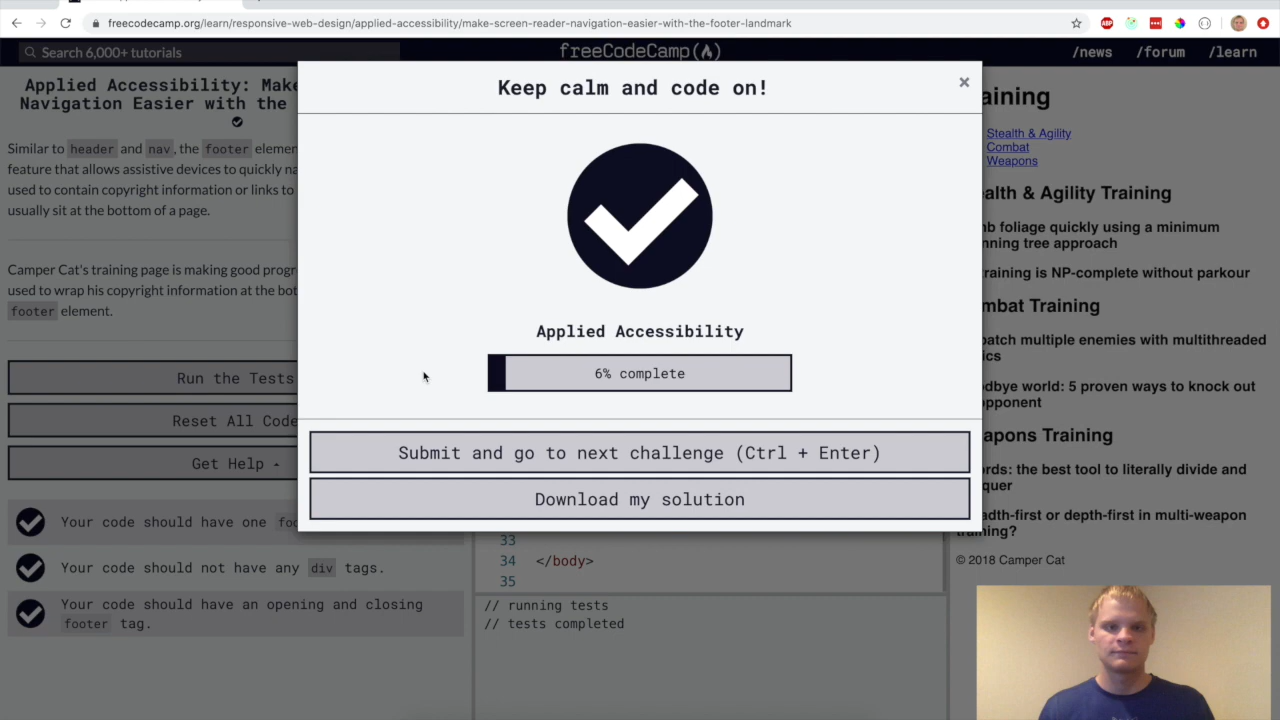 freecodecamp.org/learn/responsive-web-design/applied-accessibility/make-screen-reader-navigation-easier-with-the-footer-landmark
ABP
Search 6,000+ tutorials
freeCodeCamp
/news
/forum
/learn
Applied Accessibility:
Navigation Easier with the
Similar to header and nav, the footer
feature that allows assistive devices to quickly
used to contain copyright information or links to
usually sit at the bottom of a page.
Camper Cat's training page is making good
used to wrap his copyright information at the
footer element.
Run the Tests
Reset All Code
Get Help
Your code should have one
Your code should not have any div tags.
Your code should have an opening and closing
footer tag.
Keep calm and code on!
×
Applied Accessibility
6% complete
Submit and go to next challenge (Ctrl + Enter)
Download my solution
33
34 </body>
35
// running tests
// tests completed
aining
Stealth & Agility
Combat
Weapons
ealth & Agility Training
foliage quickly using a minimum
tree approach
training is NP-complete without parkour
mbat Training
patch multiple enemies with multithreaded
ics
odbye world: 5 proven ways to knock out
opponent
apons Training
ords: the best tool to literally divide and
quer
adth-first or depth-first in multi-weapon
training?
© 2018 Camper Cat